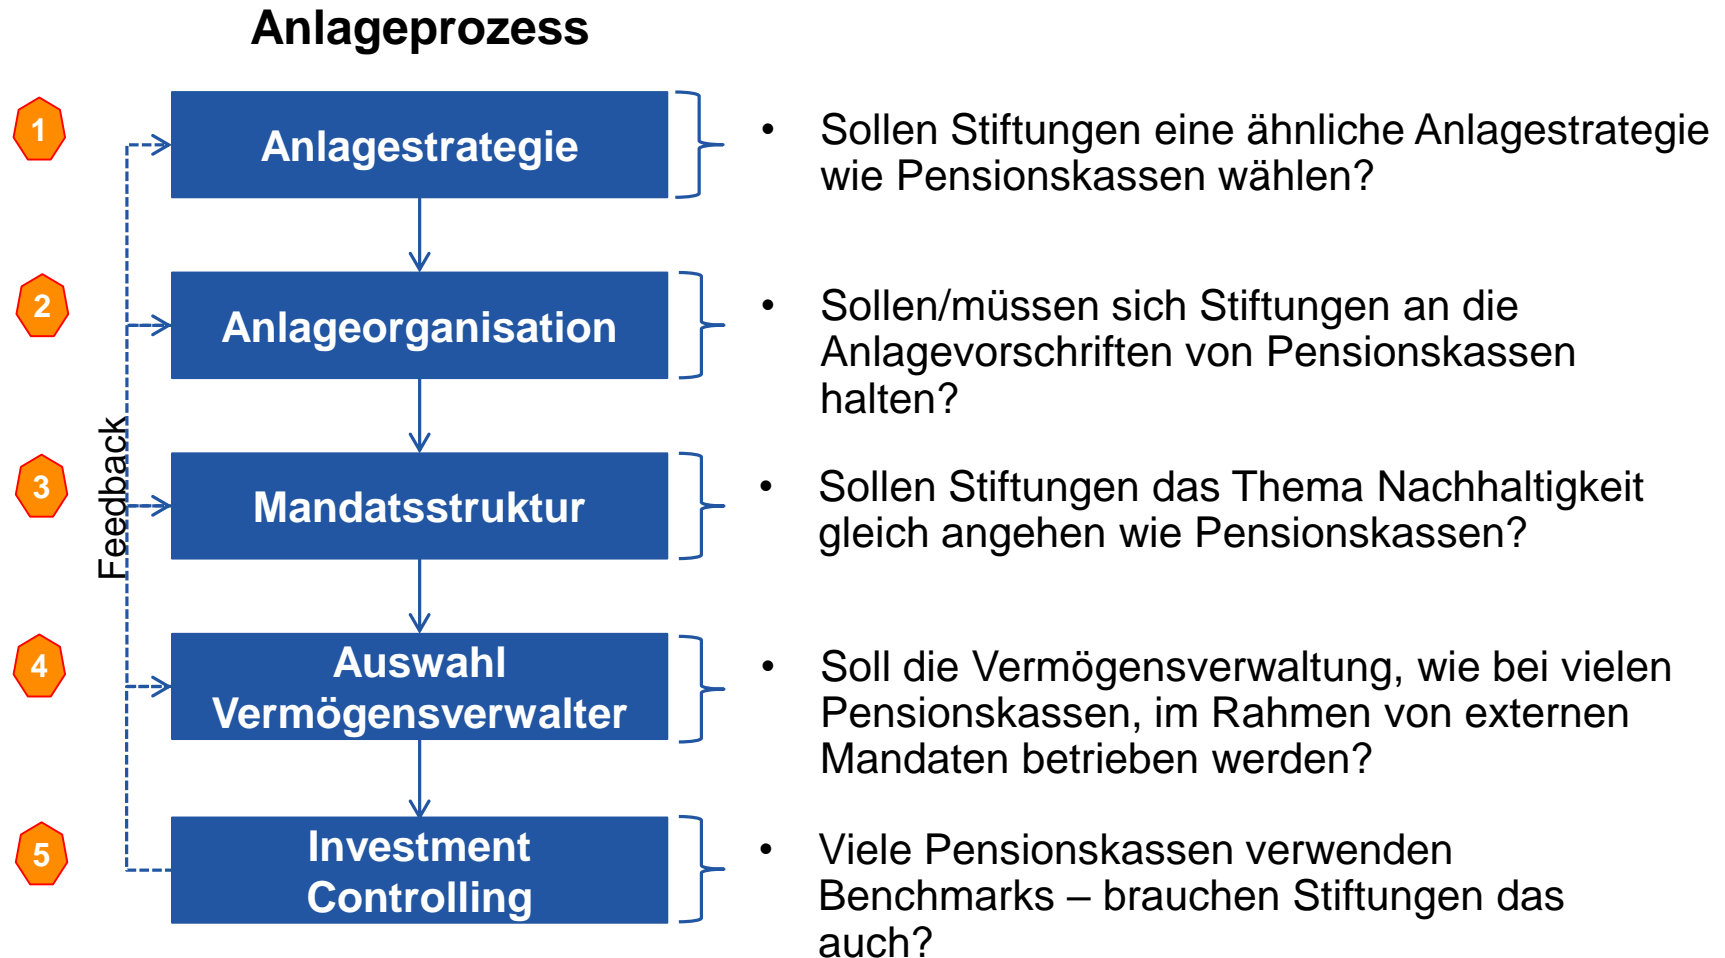 Anlageprozess
1
Anlagestrategie
• Sollen Stiftungen eine ähnliche Anlagestrategie
wie Pensionskassen wählen?
2
Anlageorganisation
• Sollen/müssen sich Stiftungen an die
Anlagevorschriften von Pensionskassen
halten?
Feedback
3
Mandatsstruktur
• Sollen Stiftungen das Thema Nachhaltigkeit
gleich angehen wie Pensionskassen?
4
Auswahl
Vermögensverwalter
• Soll die Vermögensverwaltung, wie bei vielen
Pensionskassen, im Rahmen von externen
Mandaten betrieben werden?
5
Investment
Controlling
• Viele Pensionskassen verwenden
Benchmarks – brauchen Stiftungen das
auch?